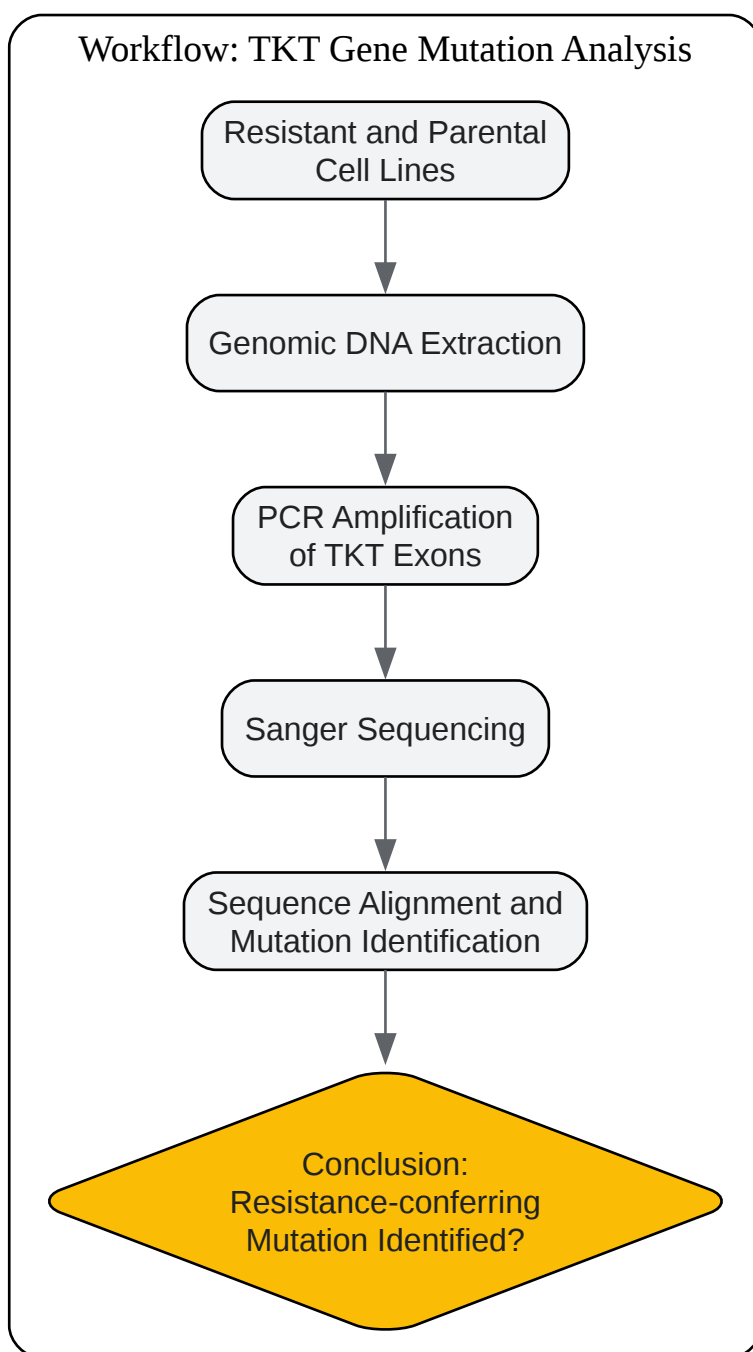 Workflow: TKT Gene Mutation Analysis
Resistant and Parental
Cell Lines
Genomic DNA Extraction
PCR Amplification
of TKT Exons
Sanger Sequencing
Sequence Alignment and
Mutation Identification
Conclusion:
Resistance-conferring
Mutation Identified?